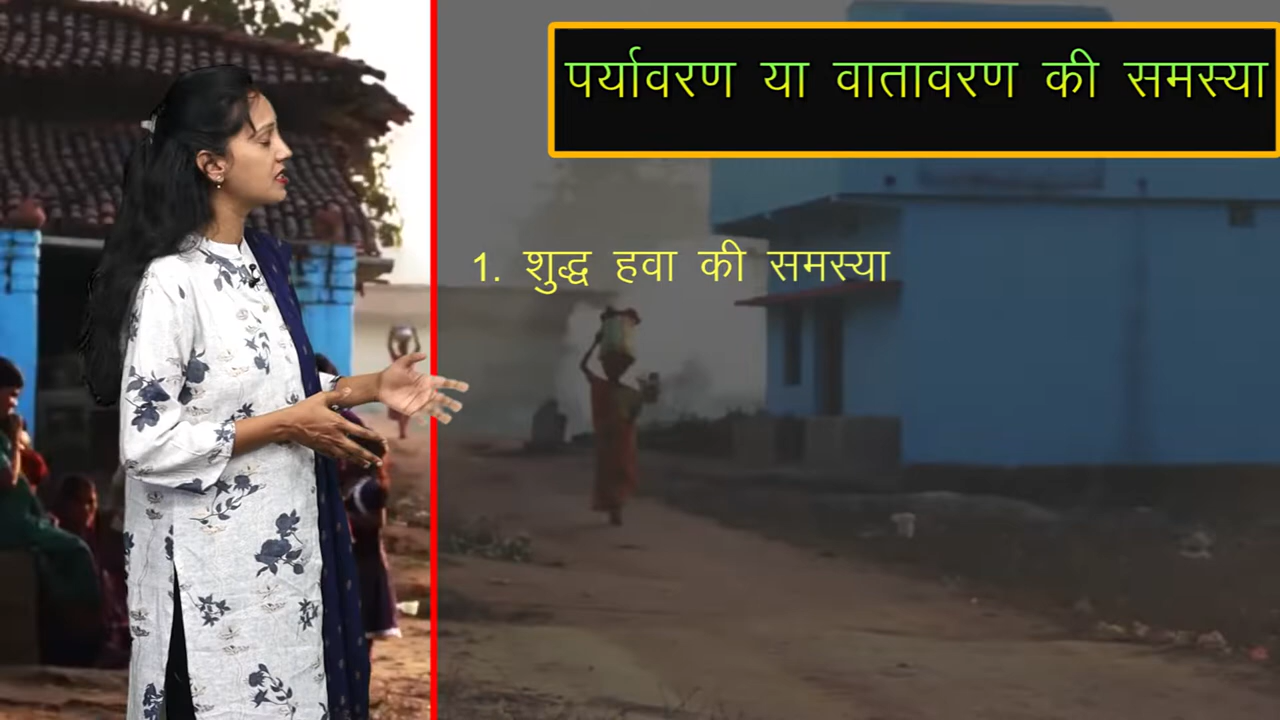 पर्यावरण या वातावरण की समस्या
1. शुद्ध हवा की समस्या